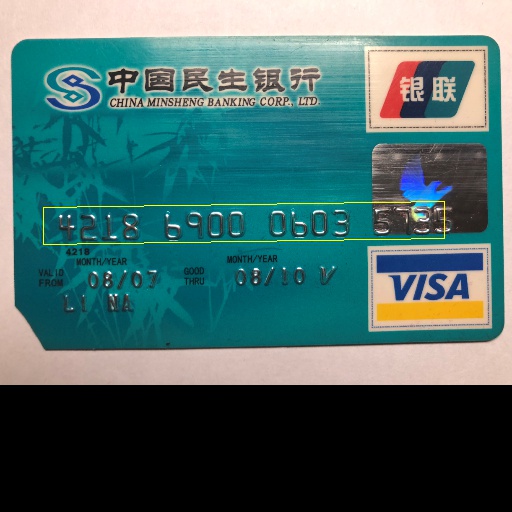 中国民生银行
CHINA MINSHENG BANKING CORP., LTD.
银联
4218 6900 0603
4218
MONTH/YEAR MONTH/YEAR
VALID FROM 08/07 GOOD THRU 08/10 V
LI NA
VISA